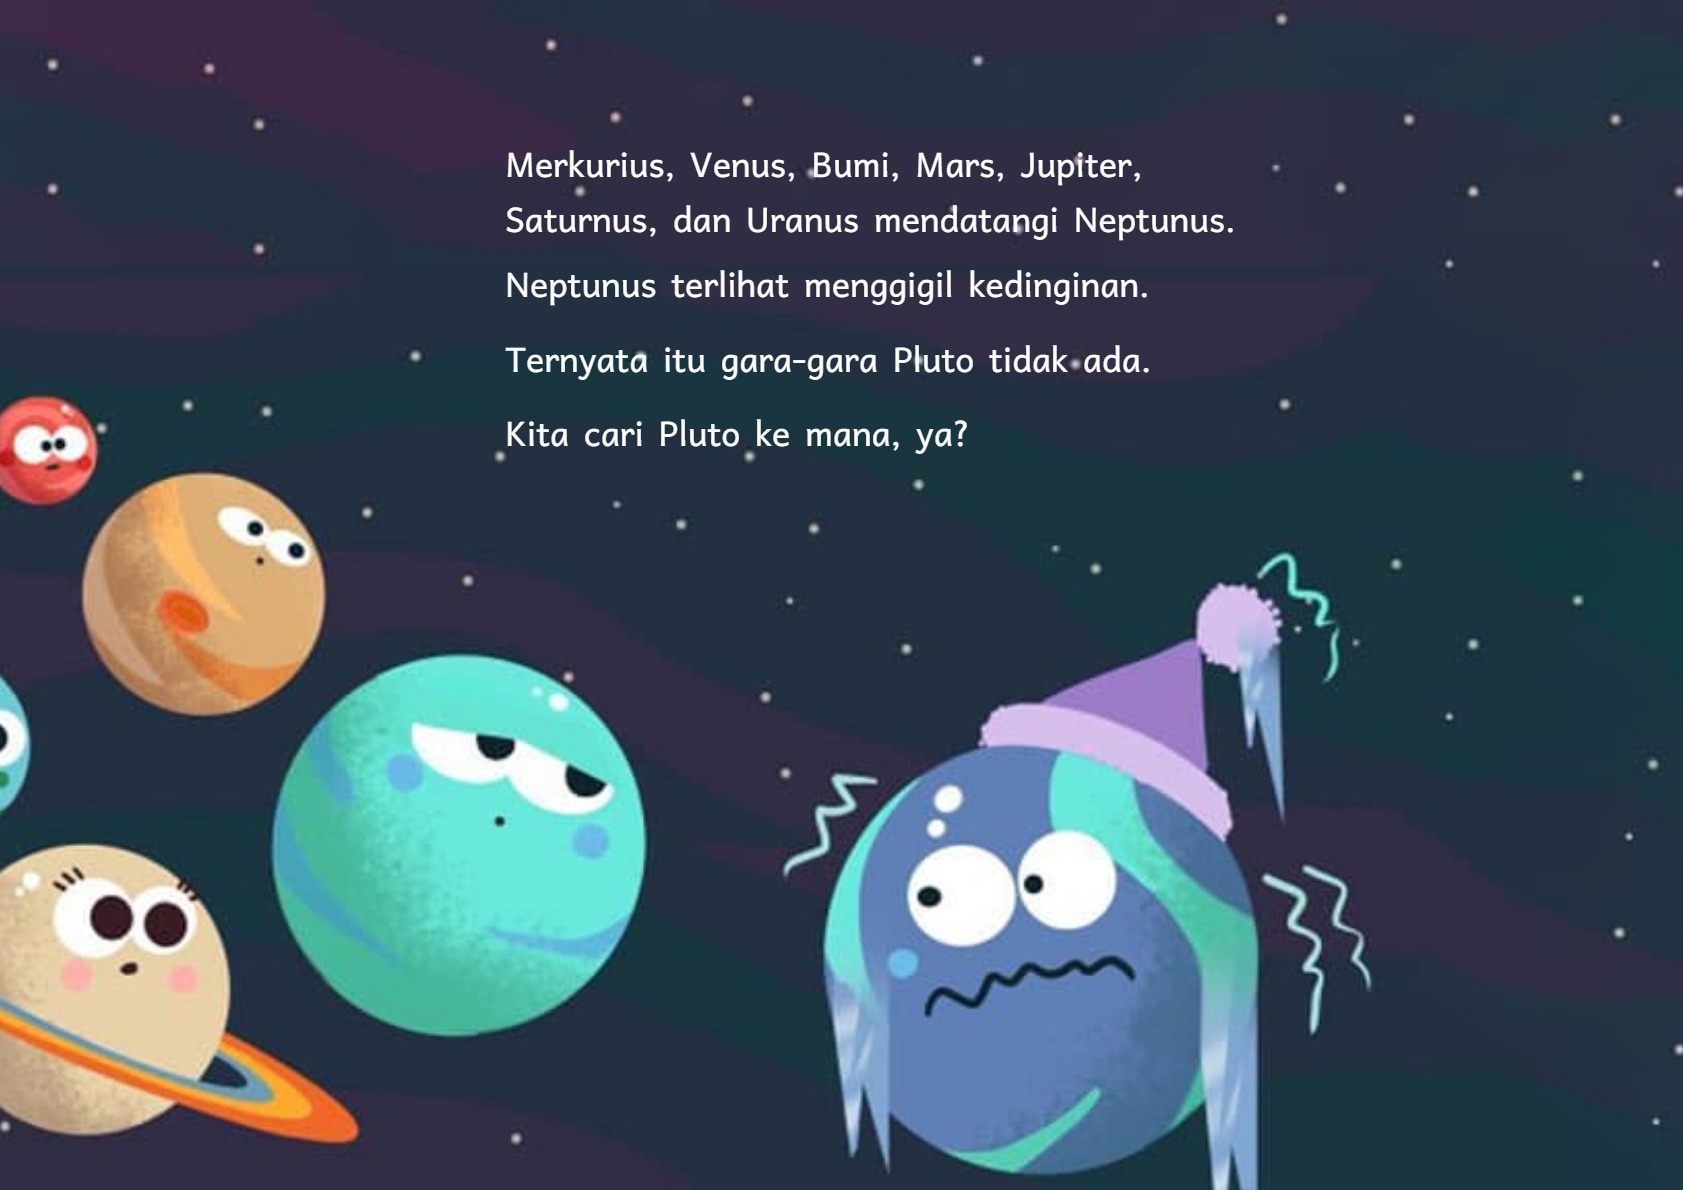 Merkurius, Venus, Bumi, Mars, Jupiter,
Saturnus, dan Uranus mendatangi Neptunus.
Neptunus terlihat menggigil kedinginan.
Ternyata itu gara-gara Pluto tidak ada.
Kita cari Pluto ke mana, ya?